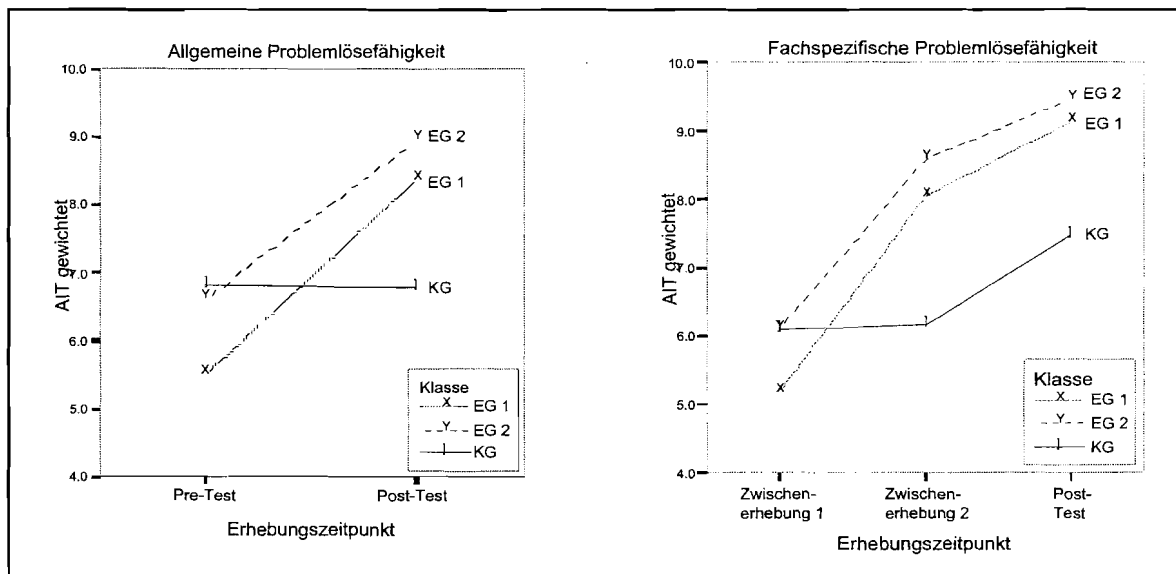 Allgemeine Problemlösefähigkeit
10.0
9.0
8.0
7.0
6.0
5.0
4.0
AIT gewichtet
Y EG 2
X EG 1
KG
Y
X
Klasse
X EG 1
Y EG 2
KG
Pre-Test
Post-Test
Erhebungszeitpunkt
Fachspezifische Problemlösefähigkeit
10.0
9.0
8.0
7.0
6.0
5.0
4.0
AIT gewichtet
Y EG 2
X EG 1
Y
X
KG
Y
X
Klasse
X EG 1
Y EG 2
KG
Zwischen-
erhebung 1
Zwischen-
erhebung 2
Post-
Test
Erhebungszeitpunkt